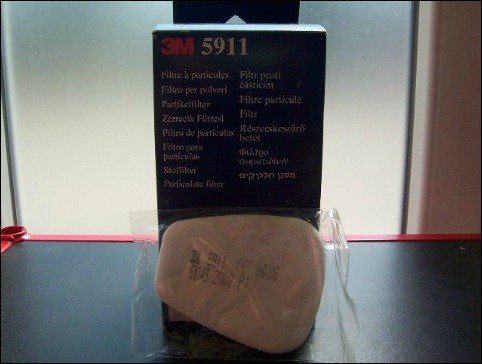 3M 5911
Filtre à particules
Filtro per polveri
Partikelfilter
Zerrecik Filtresi
Filtro de partículas
Filtro para
partículas
Stoffilter
Particulate filter
Filtr proti
částicím
Filtre particule
Filtr
Részecskeszűrő
betét
Φίλτρο
σωματιδίων
מסנן חלקיקים
3M 5911 CE 0086
EN143:2000 P1